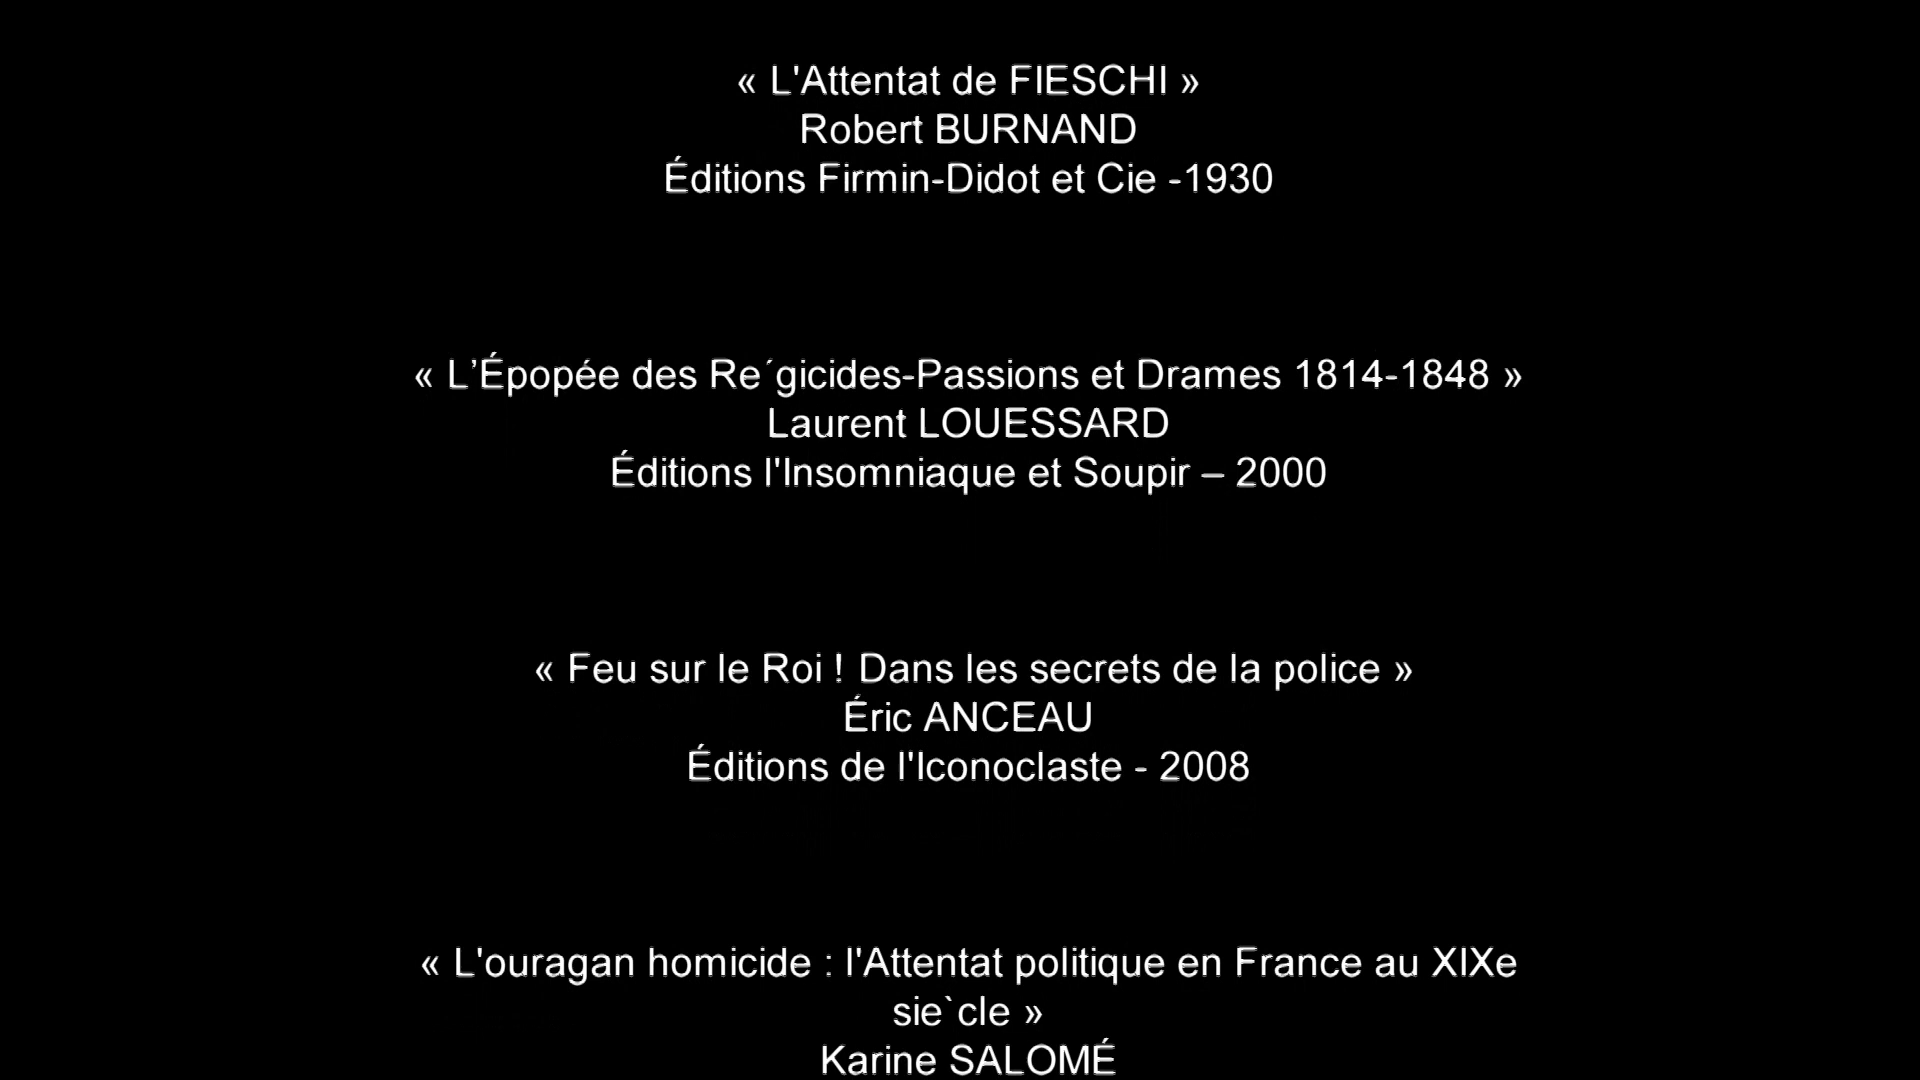 « L'Attentat de FIESCHI »
Robert BURNAND
Éditions Firmin-Didot et Cie -1930
« L’Épopée des Re´gicides-Passions et Drames 1814-1848 »
Laurent LOUESSARD
Éditions l'Insomniaque et Soupir – 2000
« Feu sur le Roi ! Dans les secrets de la police »
Éric ANCEAU
Éditions de l'Iconoclaste - 2008
« L'ouragan homicide : l'Attentat politique en France au XIXe
sie`cle »
Karine SALOMÉ